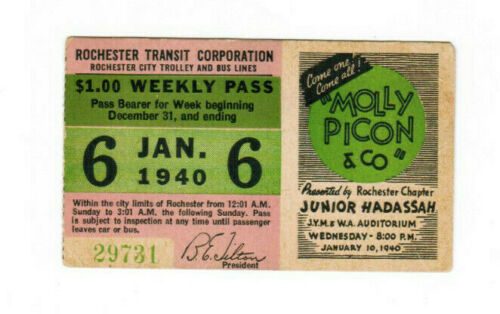 ROCHESTER TRANSIT CORPORATION
ROCHESTER CITY TROLLEY AND BUS LINES
$1.00 WEEKLY PASS
Pass Bearer for Week beginning
December 31, and ending
6 JAN. 6
1940
Within the city limits of Rochester from 12:01 A.M.
Sunday to 3:01 A.M. the following Sunday. Pass
is subject to inspection at any time until passenger
leaves car or bus.
29731
B.E. Tilton
President
Come one,
Come all!
"MOLLY
PICON
& CO"
Presented by Rochester Chapter
JUNIOR HADASSAH
J.Y.M. & W.A. AUDITORIUM
WEDNESDAY - 8:00 P.M.
JANUARY 10, 1940